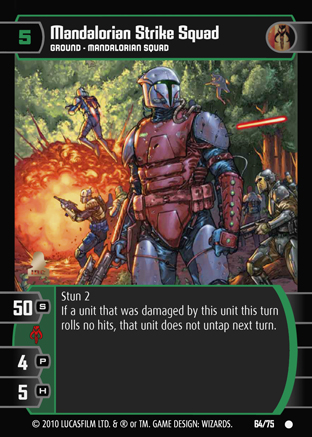 5 Mandalorian Strike Squad
GROUND - MANDALORIAN SQUAD
50 S
4 P
5 H
Stun 2
If a unit that was damaged by this unit this turn
rolls no hits, that unit does not untap next turn.
© 2010 LUCASFILM LTD. & ® or TM. GAME DESIGN: WIZARDS. 64/75